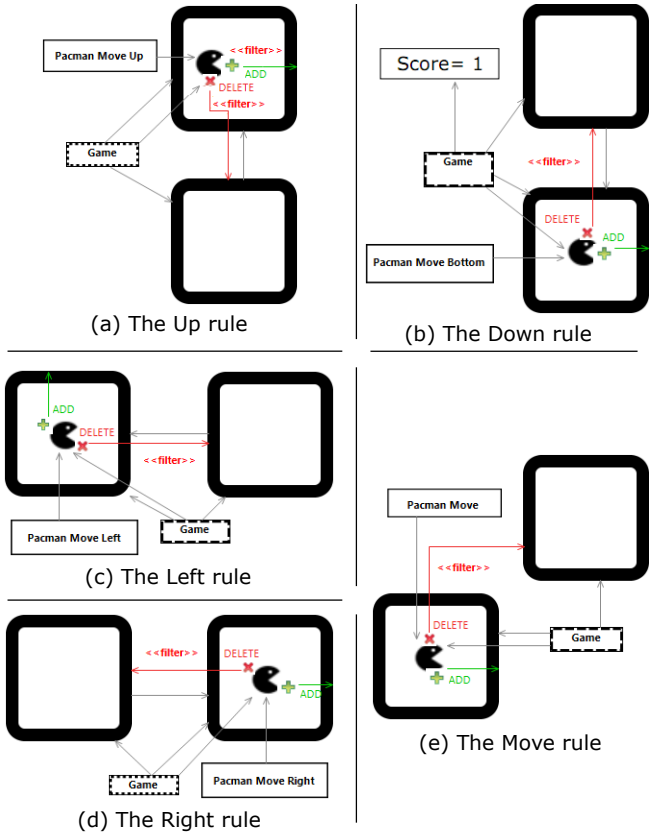 Pacman Move Up
<<filter>>
ADD
DELETE
<<filter>>
Game
(a) The Up rule
Score= 1
Game
<<filter>>
DELETE
ADD
Pacman Move Bottom
(b) The Down rule
ADD
DELETE
<<filter>>
Pacman Move Left
Game
(c) The Left rule
<<filter>>
DELETE
ADD
Game
Pacman Move Right
(d) The Right rule
Pacman Move
<<filter>>
DELETE
Game
ADD
(e) The Move rule